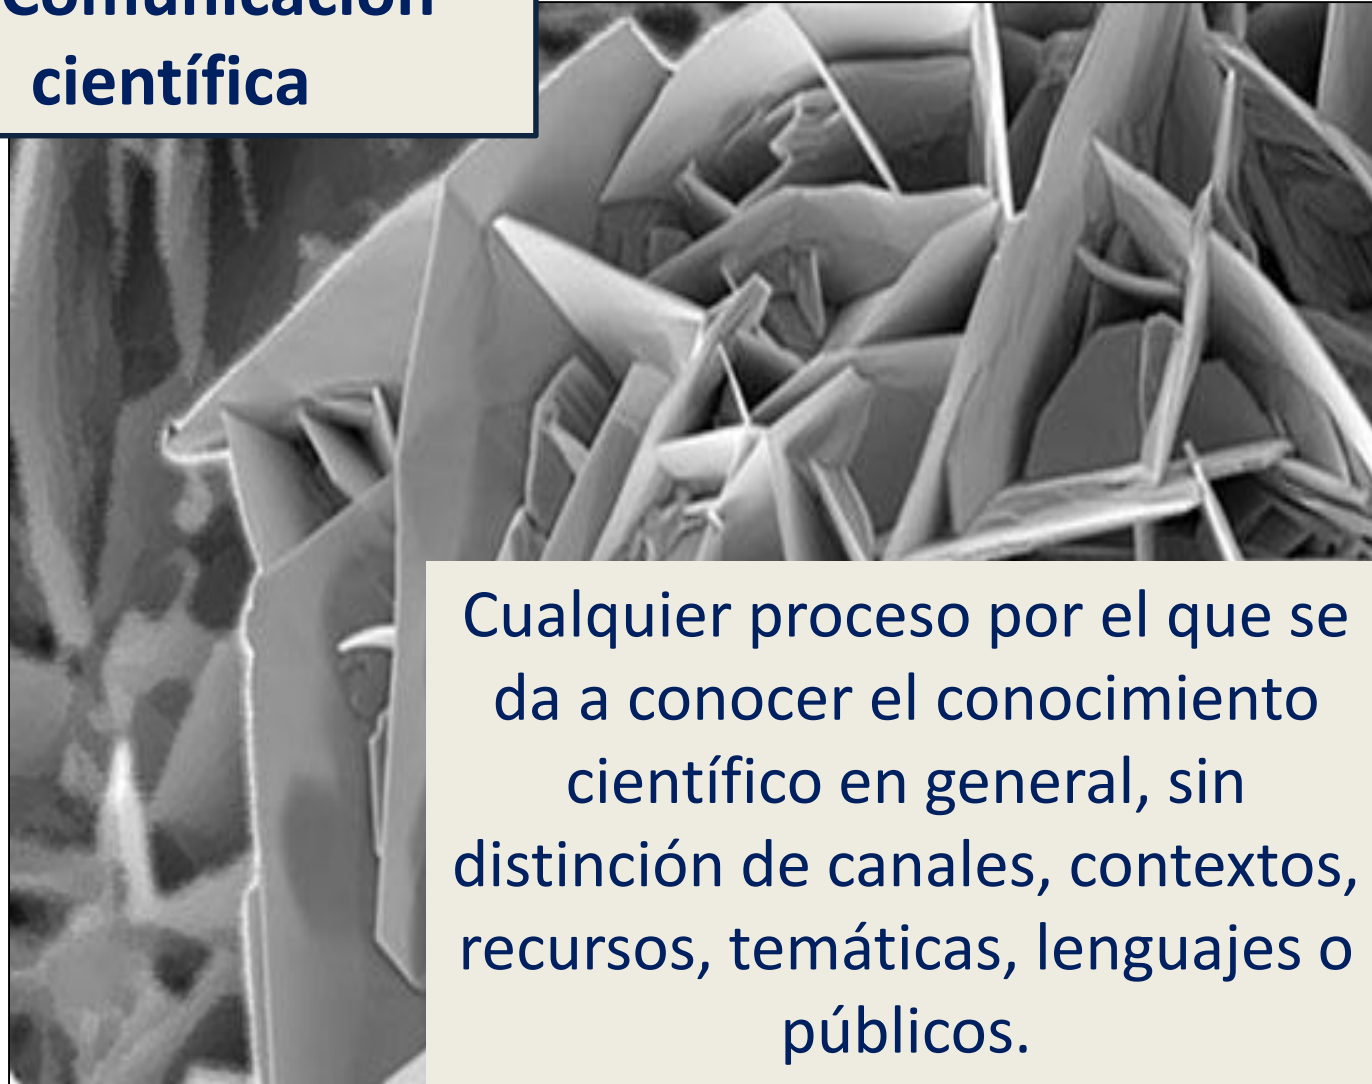 Comunicación
científica
Cualquier proceso por el que se
da a conocer el conocimiento
científico en general, sin
distinción de canales, contextos,
recursos, temáticas, lenguajes o
públicos.